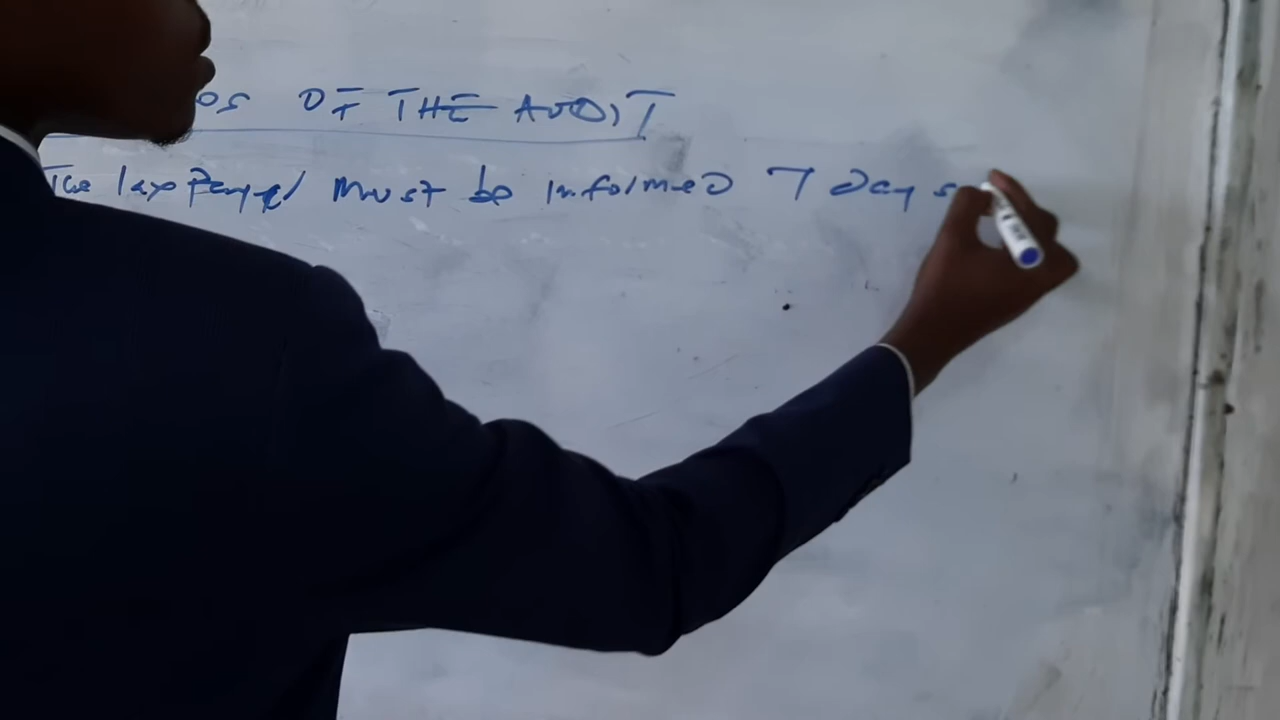 OF THE AUDIT
The taxpayer must be informed 7 Days